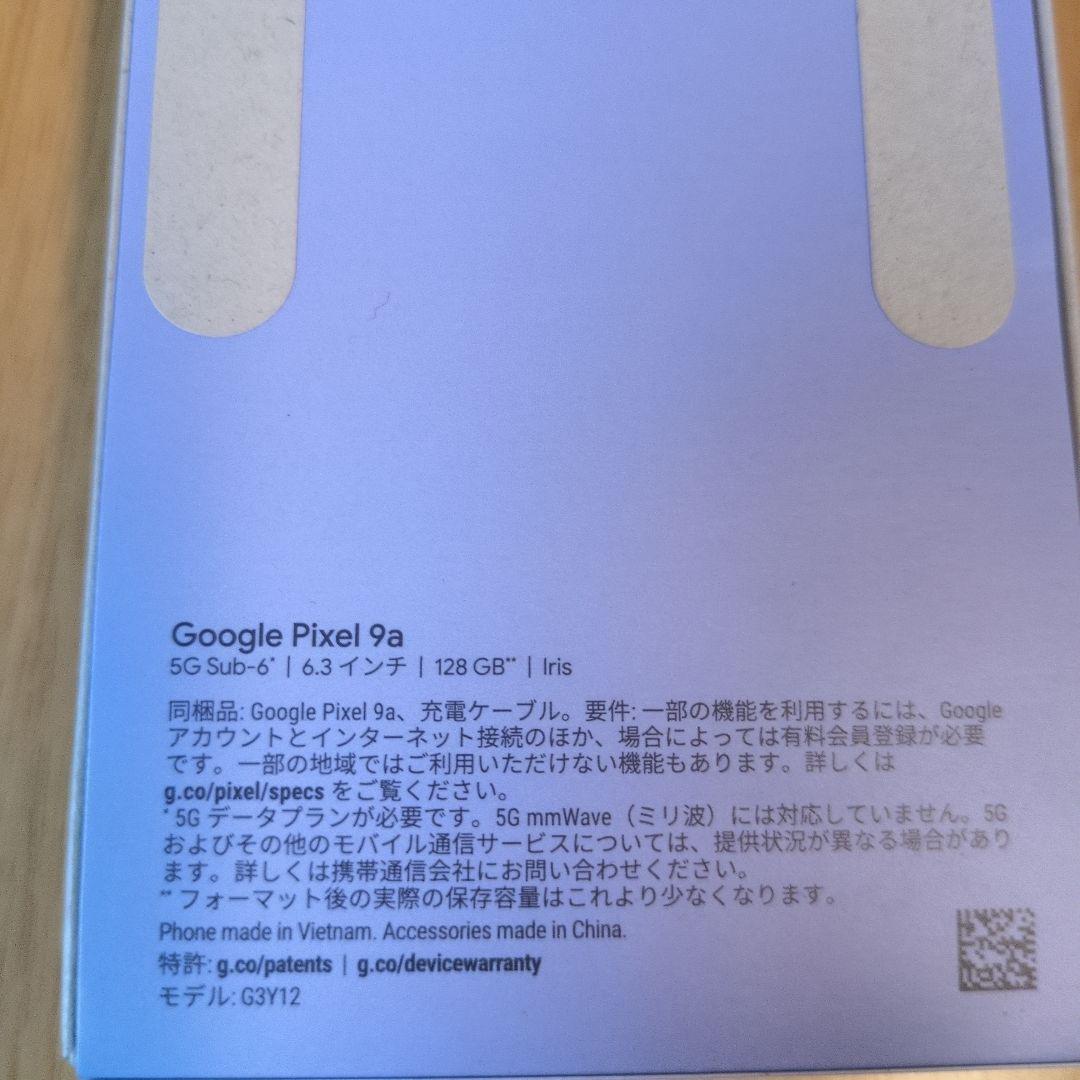 Google Pixel 9a
5G Sub-6* | 6.3 インチ | 128 GB** | Iris
同梱品: Google Pixel 9a、充電ケーブル。要件: 一部の機能を利用するには、Google
アカウントとインターネット接続のほか、場合によっては有料会員登録が必要
です。一部の地域ではご利用いただけない機能もあります。詳しくは
g.co/pixel/specs をご覧ください。
* 5G データプランが必要です。5G mmWave（ミリ波）には対応していません。5G
およびその他のモバイル通信サービスについては、提供状況が異なる場合があり
ます。詳しくは携帯通信会社にお問い合わせください。
** フォーマット後の実際の保存容量はこれより少なくなります。
Phone made in Vietnam. Accessories made in China.
特許: g.co/patents | g.co/devicewarranty
モデル: G3Y12